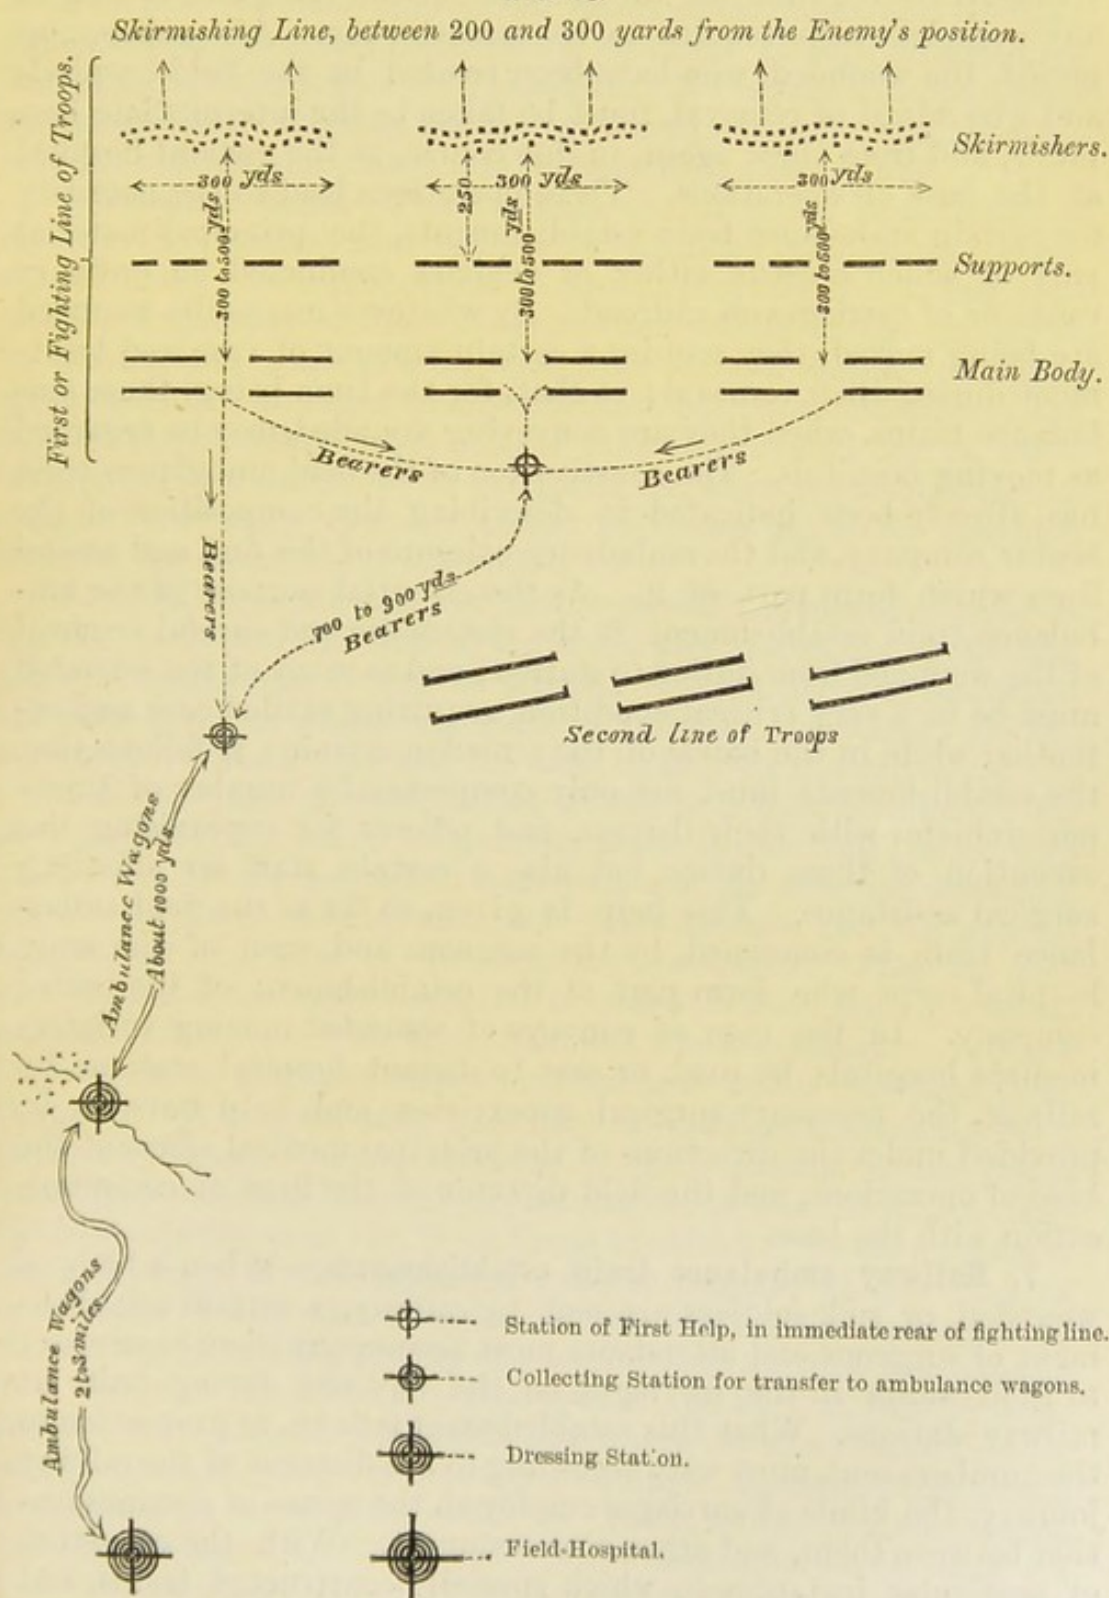 Skirmishing Line, between 200 and 300 yards from the Enemy's position.
First or Fighting Line of Troops.
Skirmishers.
300 yds
250
300 yds
300 yds
300 to 500 yds
300 to 500 yds
300 to 500 yds
Supports.
Main Body.
Bearers
Bearers
Bearers
700 to 900 yds
Bearers
Second line of Troops
Ambulance Wagons
About 1000 yds
Ambulance Wagons
2 to 3 miles
Station of First Help, in immediate rear of fighting line.
Collecting Station for transfer to ambulance wagons.
Dressing Station.
Field-Hospital.